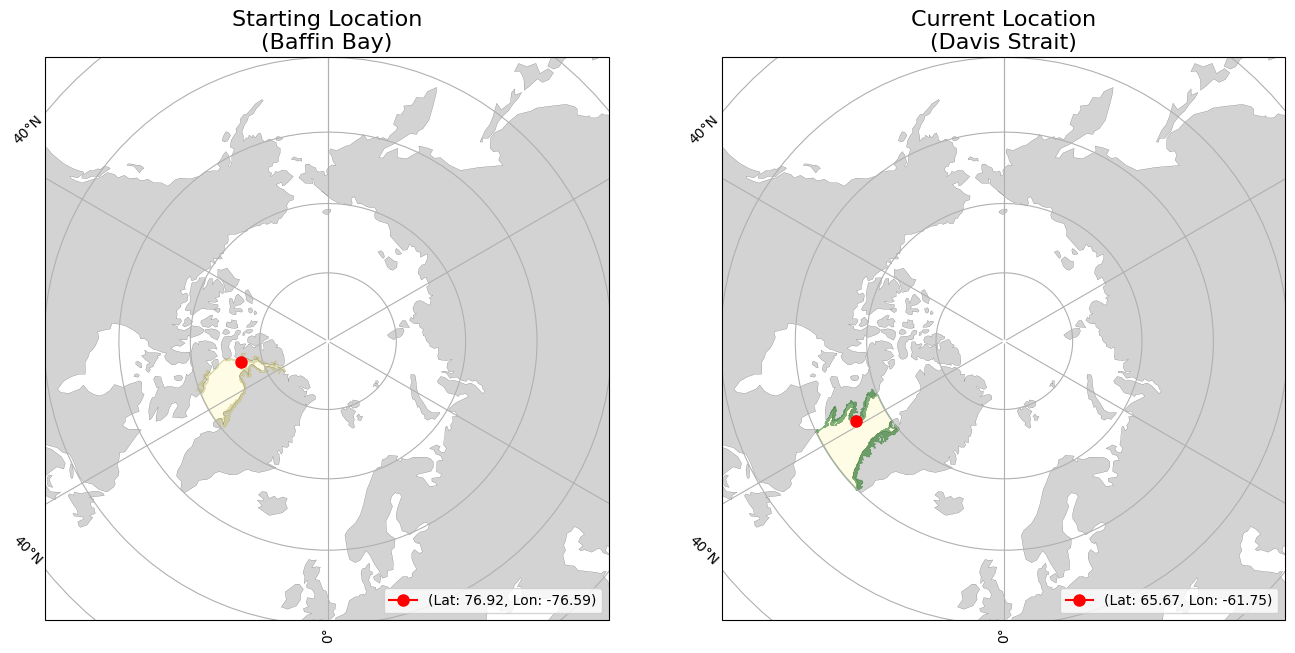 Starting Location
(Baffin Bay)
40°N
40°N
0°
(Lat: 76.92, Lon: -76.59)
Current Location
(Davis Strait)
40°N
40°N
0°
(Lat: 65.67, Lon: -61.75)